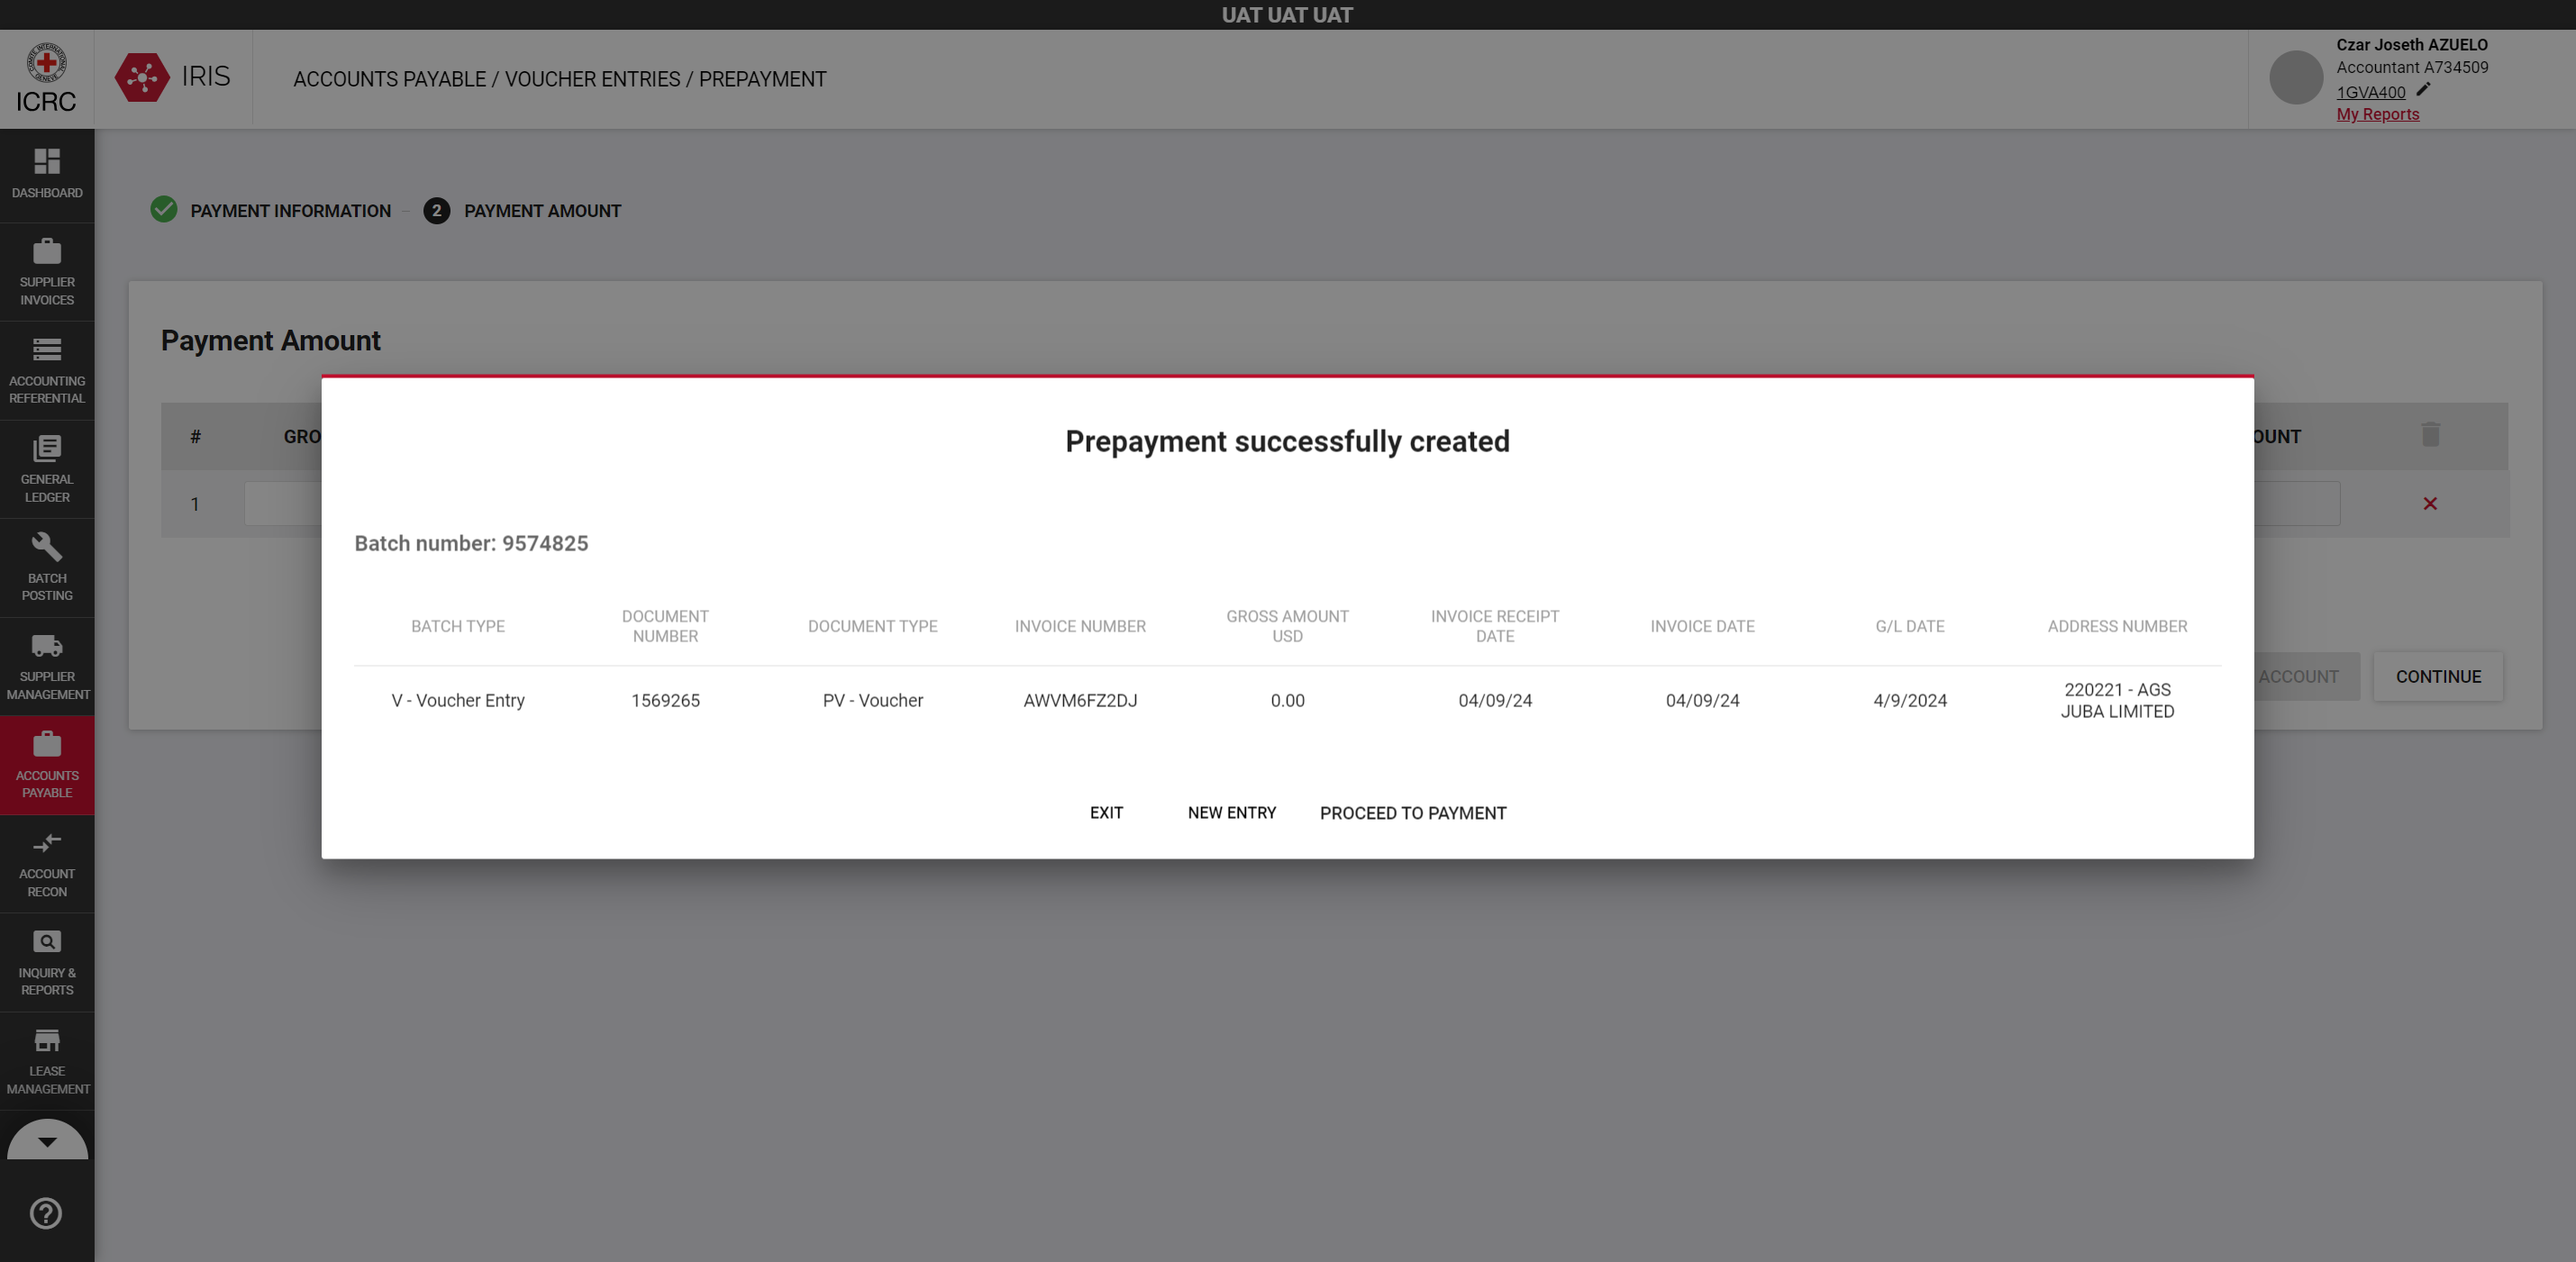 UAT UAT UAT
ICRC
IRIS
ACCOUNTS PAYABLE / VOUCHER ENTRIES / PREPAYMENT
Czar Joseth AZUELO
Accountant A734509
1GVA400
My Reports
DASHBOARD
SUPPLIER
INVOICES
ACCOUNTING
REFERENTIAL
GENERAL
LEDGER
BATCH
POSTING
SUPPLIER
MANAGEMENT
ACCOUNTS
PAYABLE
ACCOUNT
RECON
INQUIRY &
REPORTS
LEASE
MANAGEMENT
PAYMENT INFORMATION
2 PAYMENT AMOUNT
Payment Amount
# GRO OUNT
1
ACCOUNT CONTINUE
Prepayment successfully created
Batch number: 9574825
BATCH TYPE DOCUMENT NUMBER DOCUMENT TYPE INVOICE NUMBER GROSS AMOUNT USD INVOICE RECEIPT DATE INVOICE DATE G/L DATE ADDRESS NUMBER
V - Voucher Entry 1569265 PV - Voucher AWVM6FZ2DJ 0.00 04/09/24 04/09/24 4/9/2024 220221 - AGS JUBA LIMITED
EXIT NEW ENTRY PROCEED TO PAYMENT